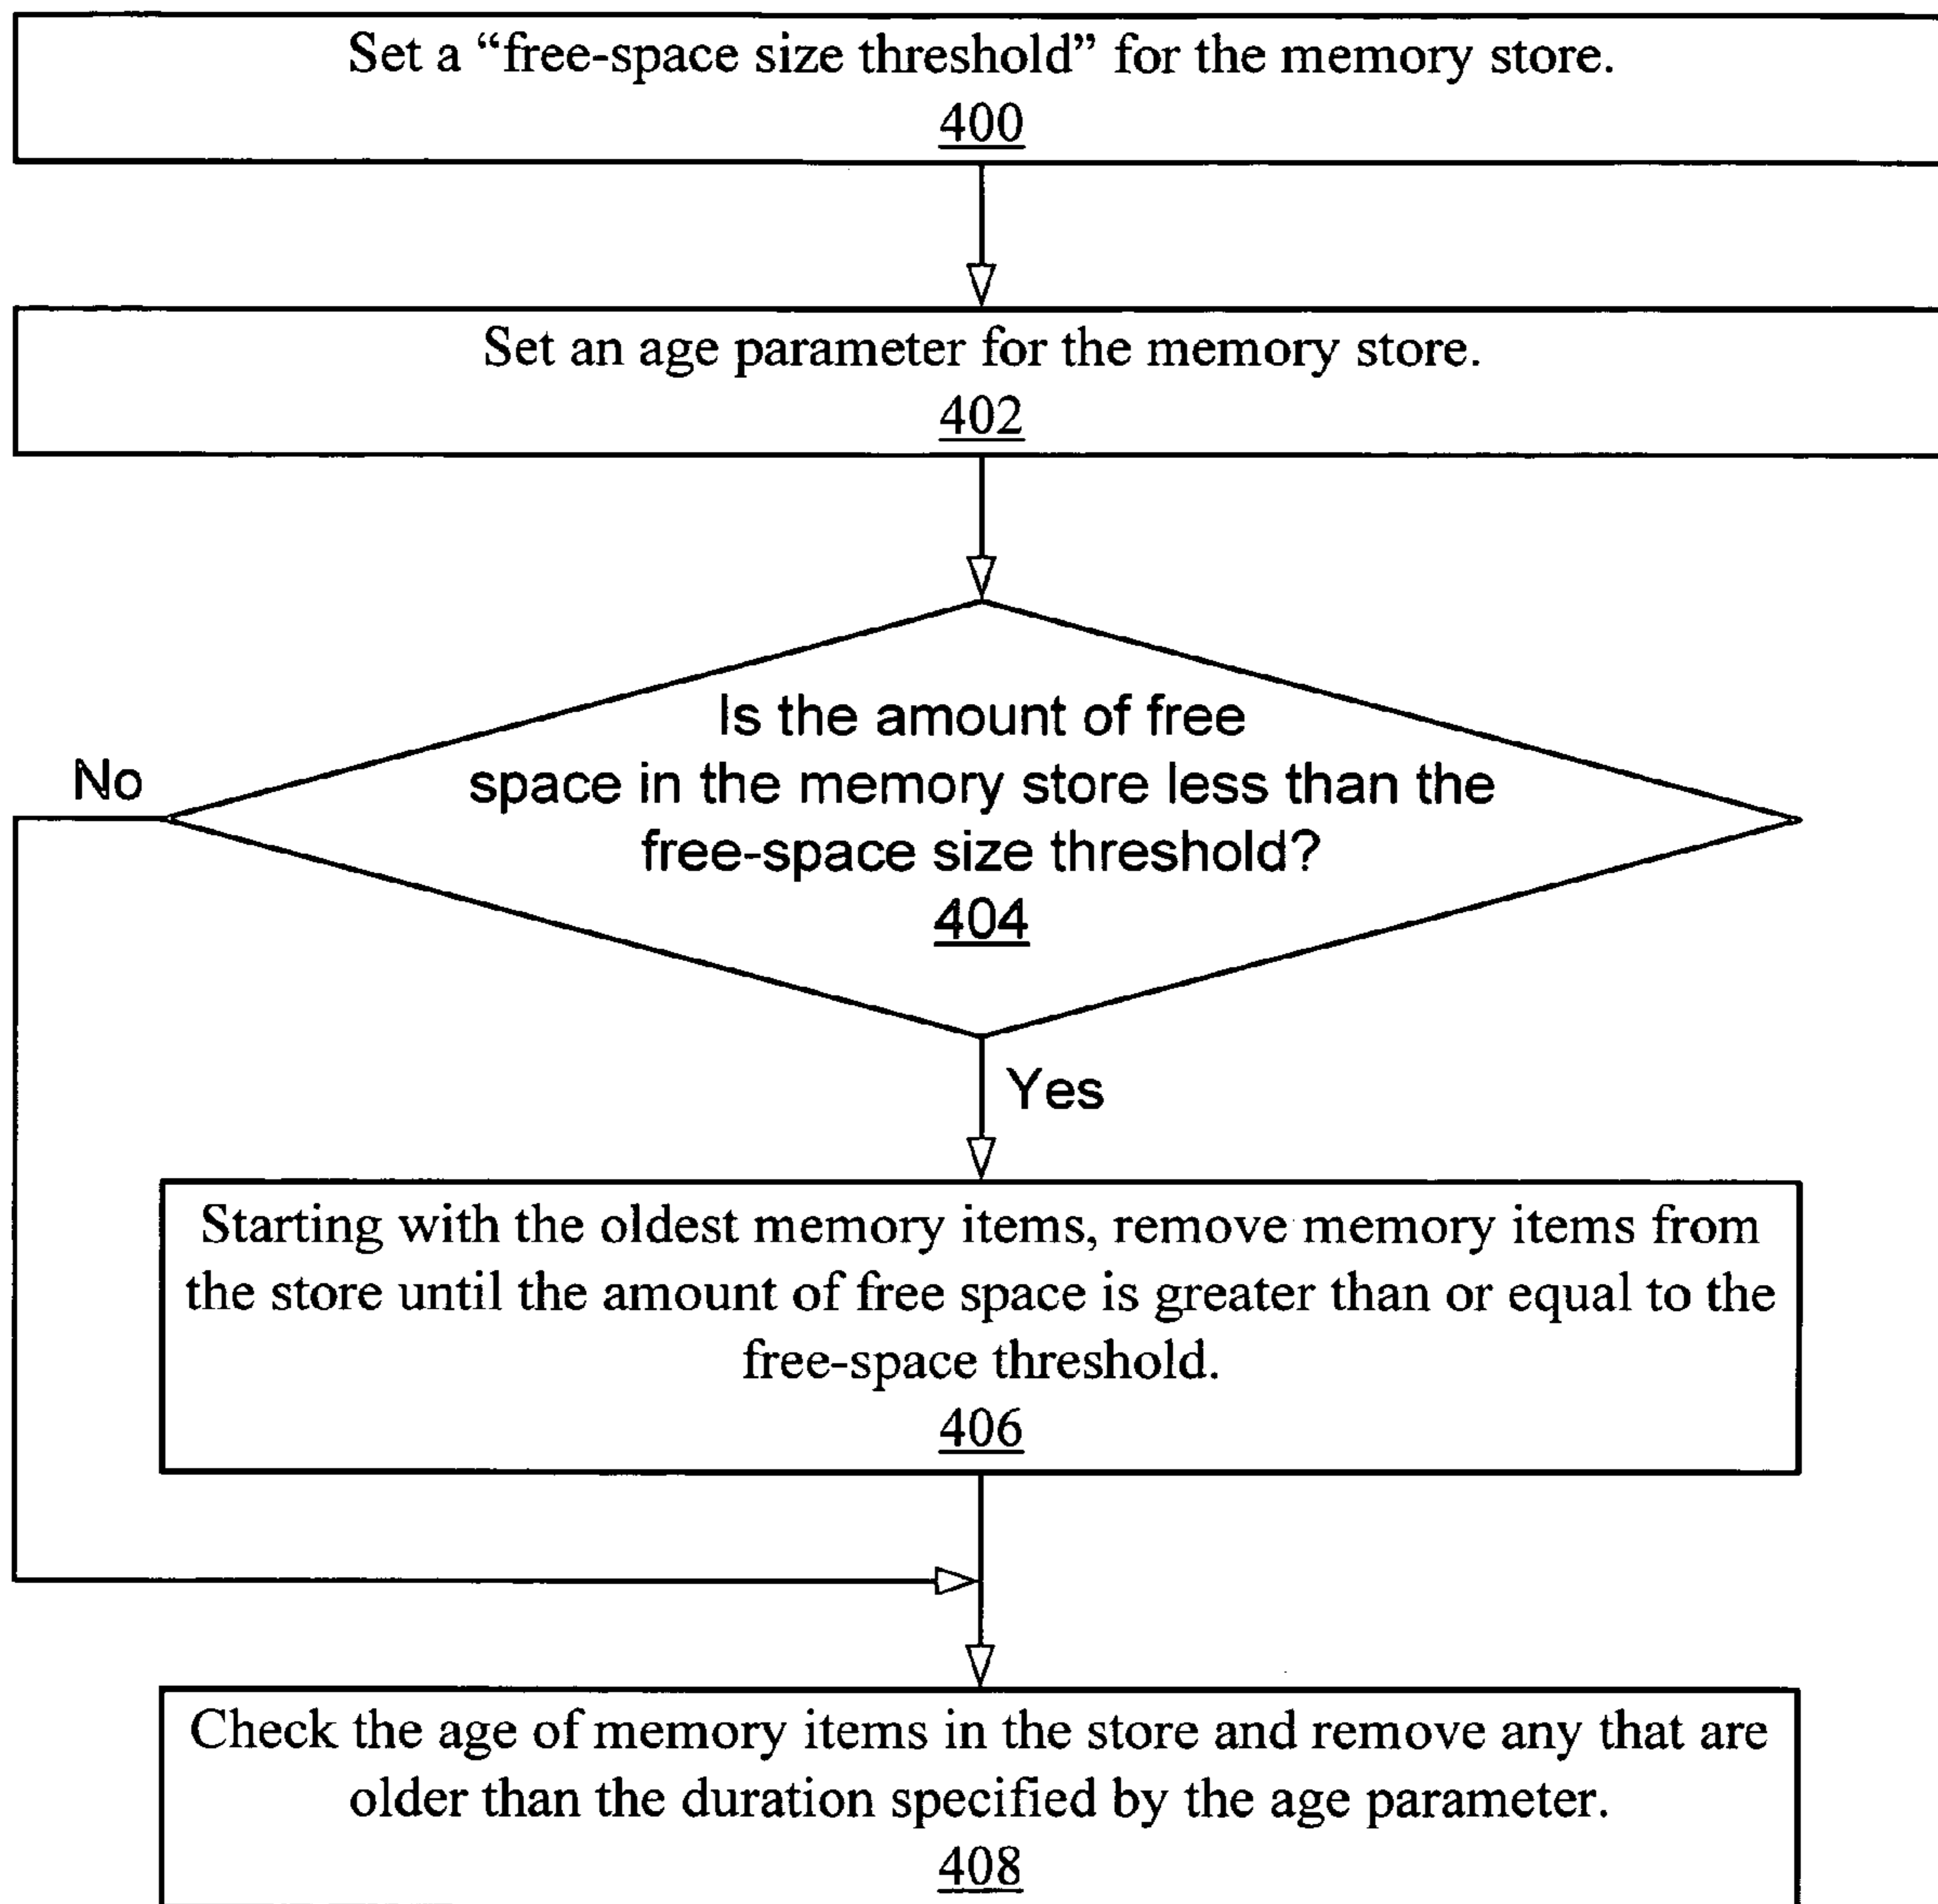 Set a “free-space size threshold” for the memory store.
400
Set an age parameter for the memory store.
402
Is the amount of free
space in the memory store less than the
free-space size threshold?
404
No
Yes
Starting with the oldest memory items, remove memory items from
the store until the amount of free space is greater than or equal to the
free-space threshold.
406
Check the age of memory items in the store and remove any that are
older than the duration specified by the age parameter.
408